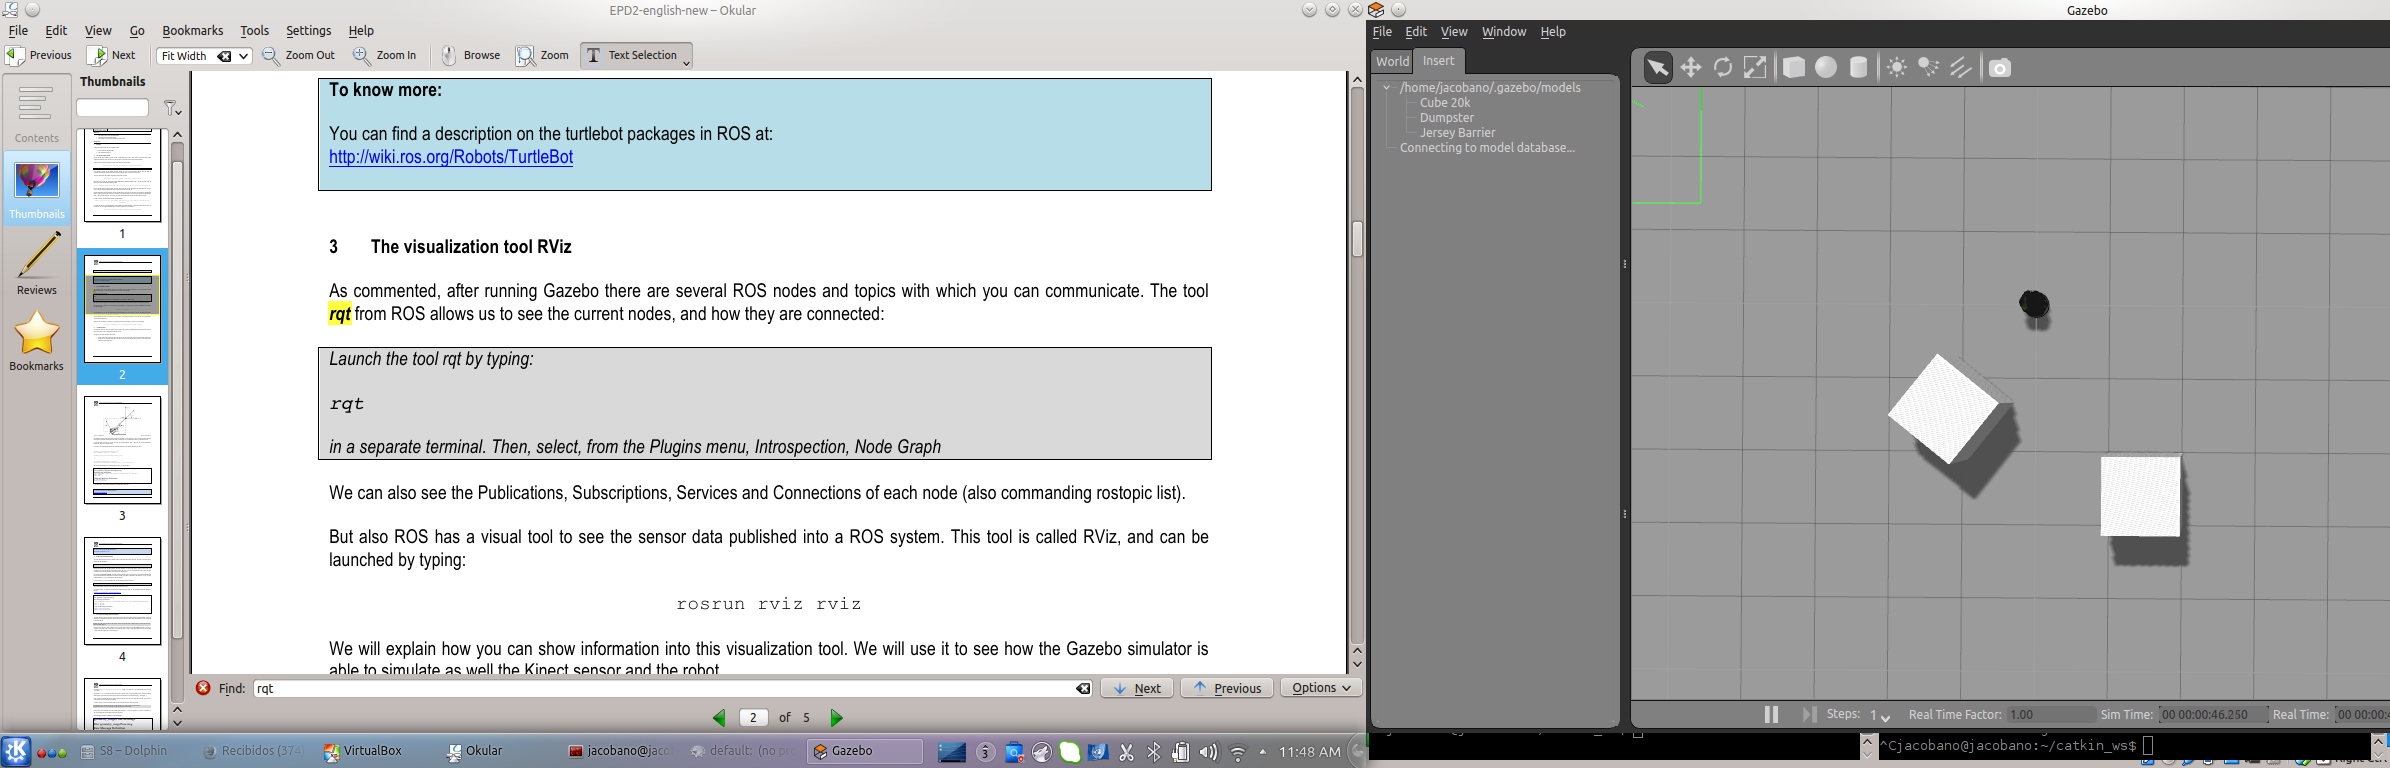 EPD2-english-new – Okular
File Edit View Go Bookmarks Tools Settings Help
Previous Next Fit Width Zoom Out Zoom In Browse Zoom Text Selection
Contents
Thumbnails
Reviews
Bookmarks
Thumbnails
1
2
3
4
To know more:
You can find a description on the turtlebot packages in ROS at:
http://wiki.ros.org/Robots/TurtleBot
3 The visualization tool RViz
As commented, after running Gazebo there are several ROS nodes and topics with which you can communicate. The tool
rqt from ROS allows us to see the current nodes, and how they are connected:
Launch the tool rqt by typing:
rqt
in a separate terminal. Then, select, from the Plugins menu, Introspection, Node Graph
We can also see the Publications, Subscriptions, Services and Connections of each node (also commanding rostopic list).
But also ROS has a visual tool to see the sensor data published into a ROS system. This tool is called RViz, and can be
launched by typing:
rosrun rviz rviz
We will explain how you can show information into this visualization tool. We will use it to see how the Gazebo simulator is
able to simulate as well the Kinect sensor and the robot
Find: rqt Next Previous Options
2 of 5
S8 – Dolphin Recibidos (374 VirtualBox Okular jacobano@jaco default: (no p Gazebo 3 11:48 AM
Gazebo
File Edit View Window Help
World Insert
/home/jacobano/.gazebo/models
Cube 20k
Dumpster
Jersey Barrier
Connecting to model database...
Steps: 1 Real Time Factor: 1.00 Sim Time: 00 00:00:46.250 Real Time: 00 00:00:4
^Cjacobano@jacobano:~/catkin_ws$